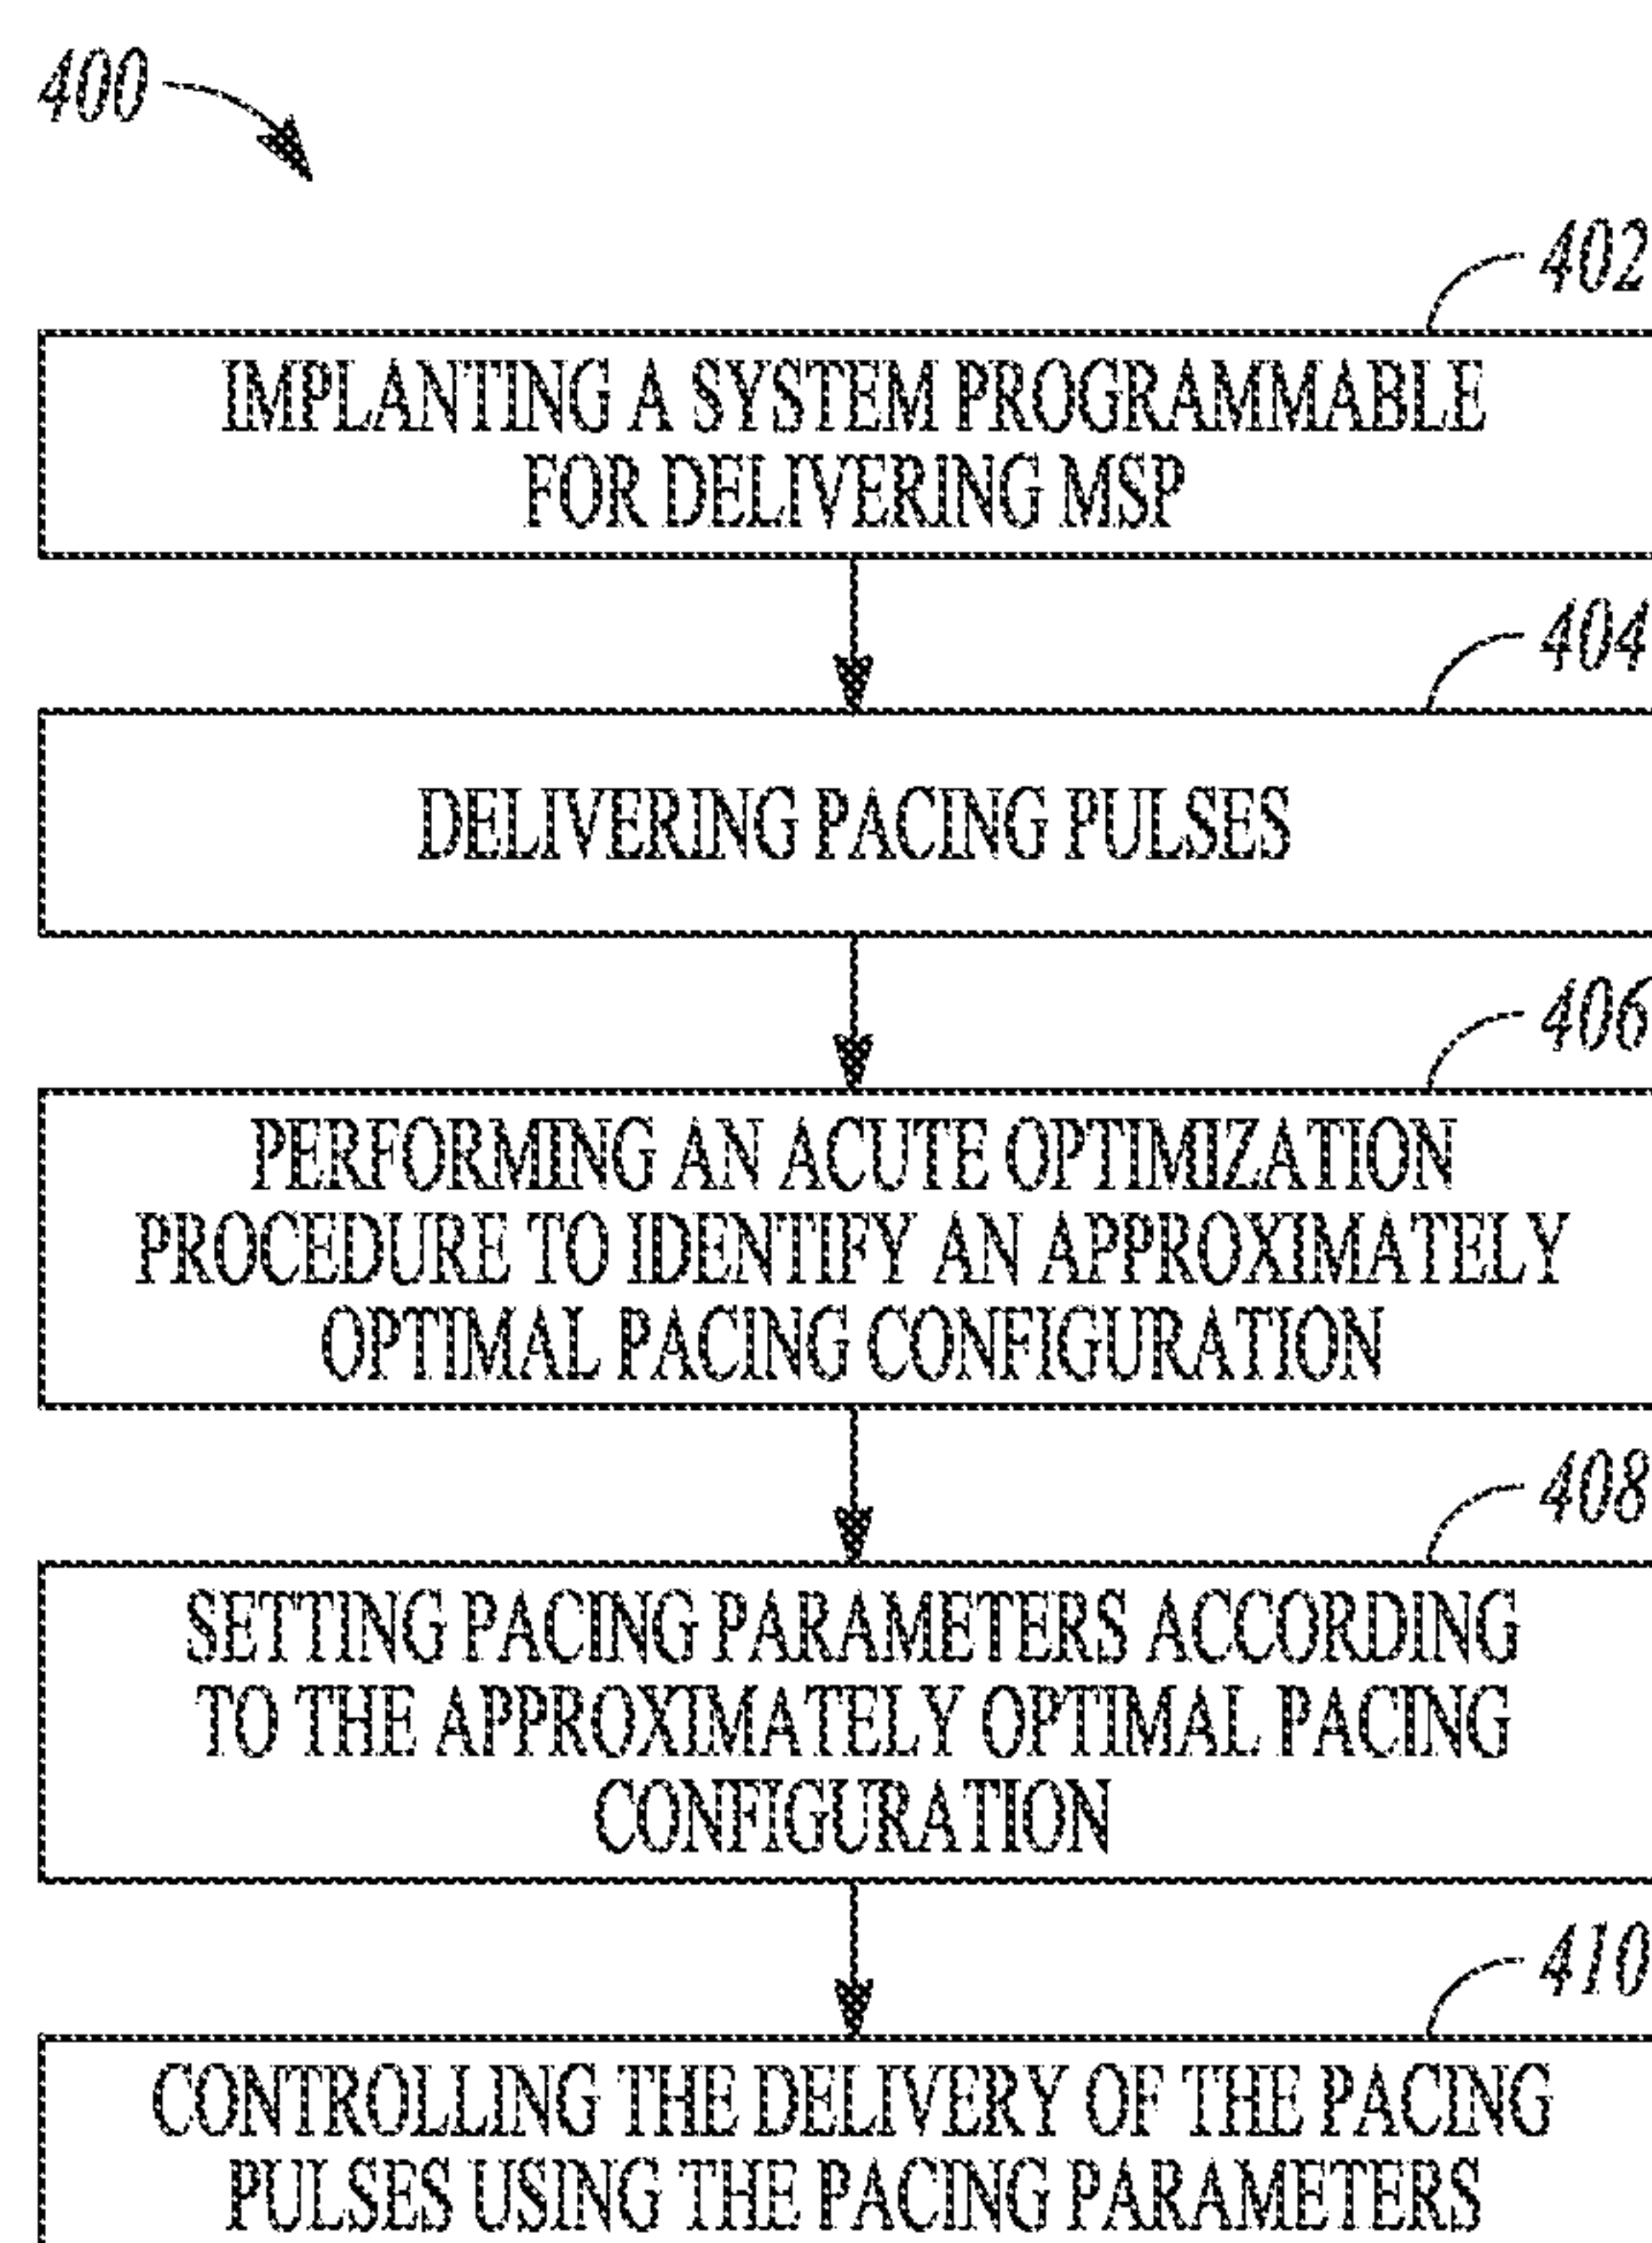 400
402
IMPLANTING A SYSTEM PROGRAMMABLE
FOR DELIVERING MSP
404
DELIVERING PACING PULSES
406
PERFORMING AN ACUTE OPTIMIZATION
PROCEDURE TO IDENTIFY AN APPROXIMATELY
OPTIMAL PACING CONFIGURATION
408
SETTING PACING PARAMETERS ACCORDING
TO THE APPROXIMATELY OPTIMAL PACING
CONFIGURATION
410
CONTROLLING THE DELIVERY OF THE PACING
PULSES USING THE PACING PARAMETERS